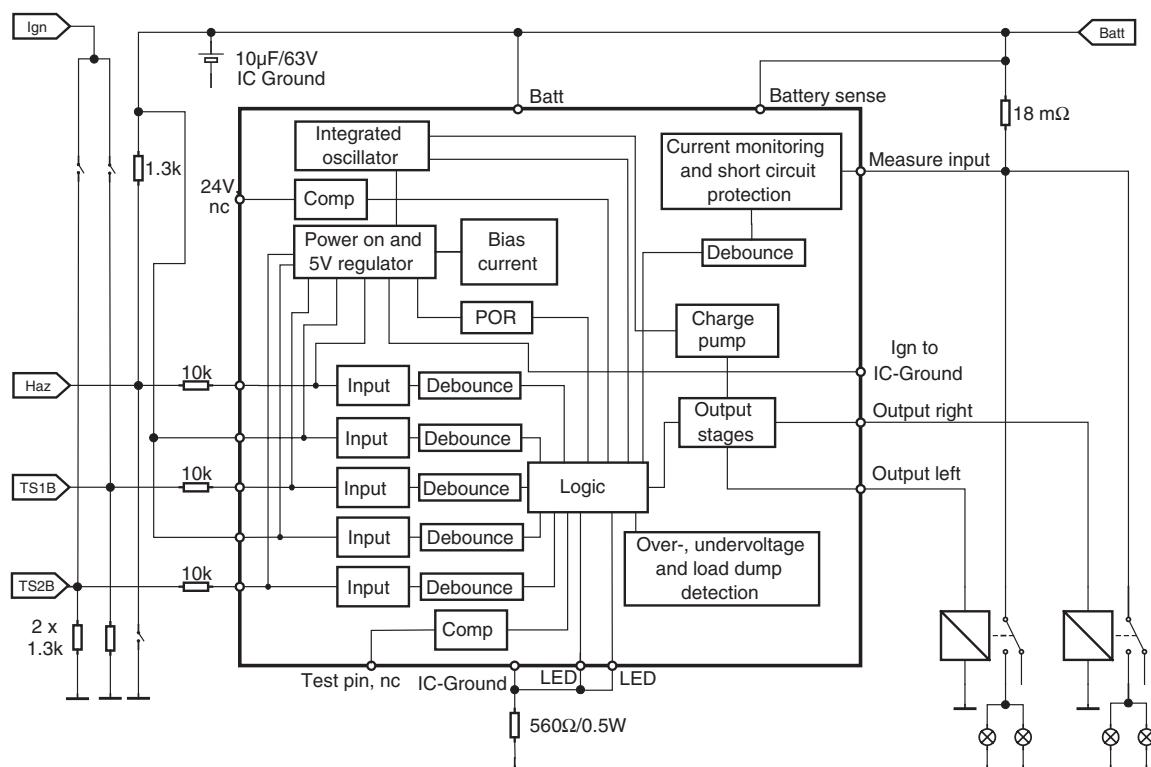 Ign
Batt
10µF/63V
IC Ground
Batt
Battery sense
18 mΩ
1.3k
Integrated
oscillator
Current monitoring
and short circuit
protection
Measure input
24V,
nc
Comp
Power on and
5V regulator
Bias
current
Debounce
POR
Charge
pump
Ign to
IC-Ground
Haz
10k
Input
Debounce
Output
stages
Output right
Input
Debounce
TS1B
10k
Input
Debounce
Logic
Output left
Input
Debounce
Over-, undervoltage
and load dump
detection
TS2B
10k
Input
Debounce
2 x
1.3k
Comp
Test pin, nc
IC-Ground
LED
LED
560Ω/0.5W